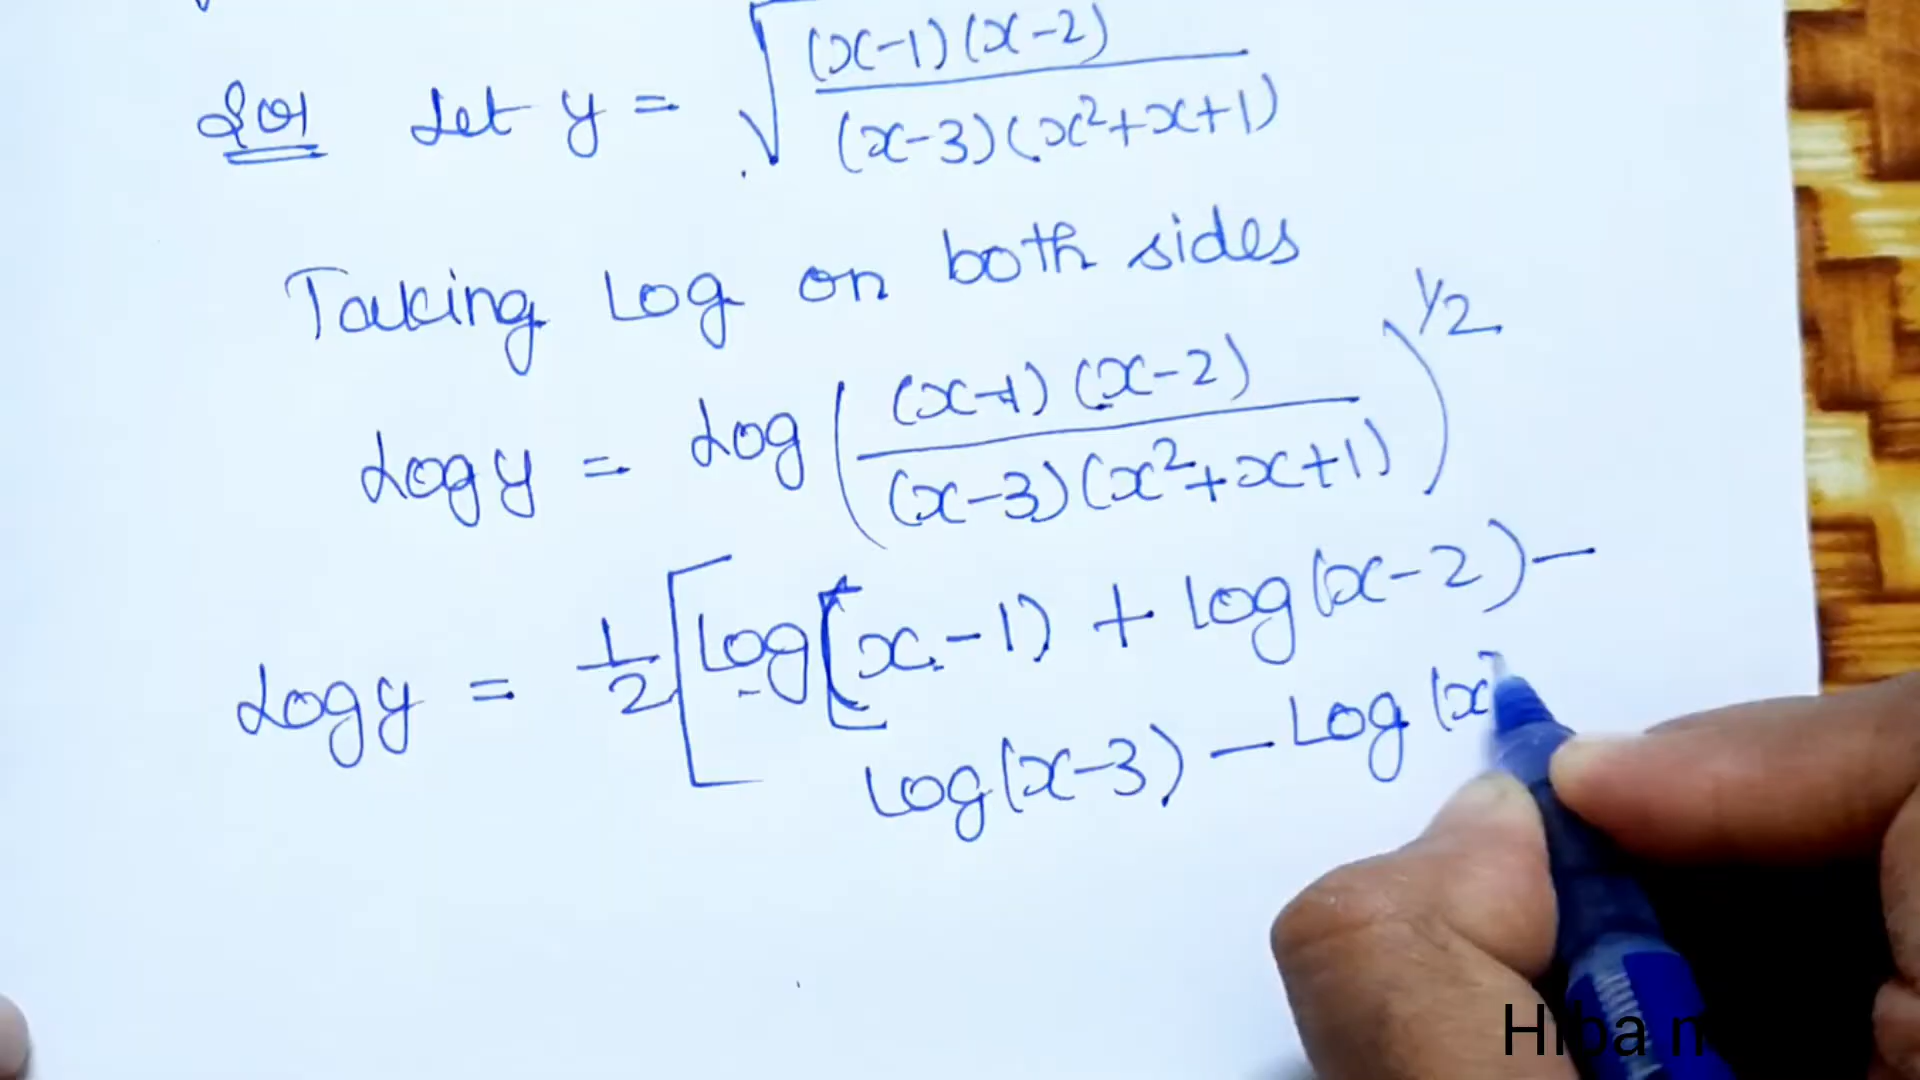 Sol Let y = √((x-1)(x-2) / (x-3)(x²+x+1))
Taking Log on both sides
Log y = Log ((x-1)(x-2) / (x-3)(x²+x+1))^1/2
Log y = 1/2 [log(x-1) + log(x-2) -
log(x-3) - Log(x
Hiba